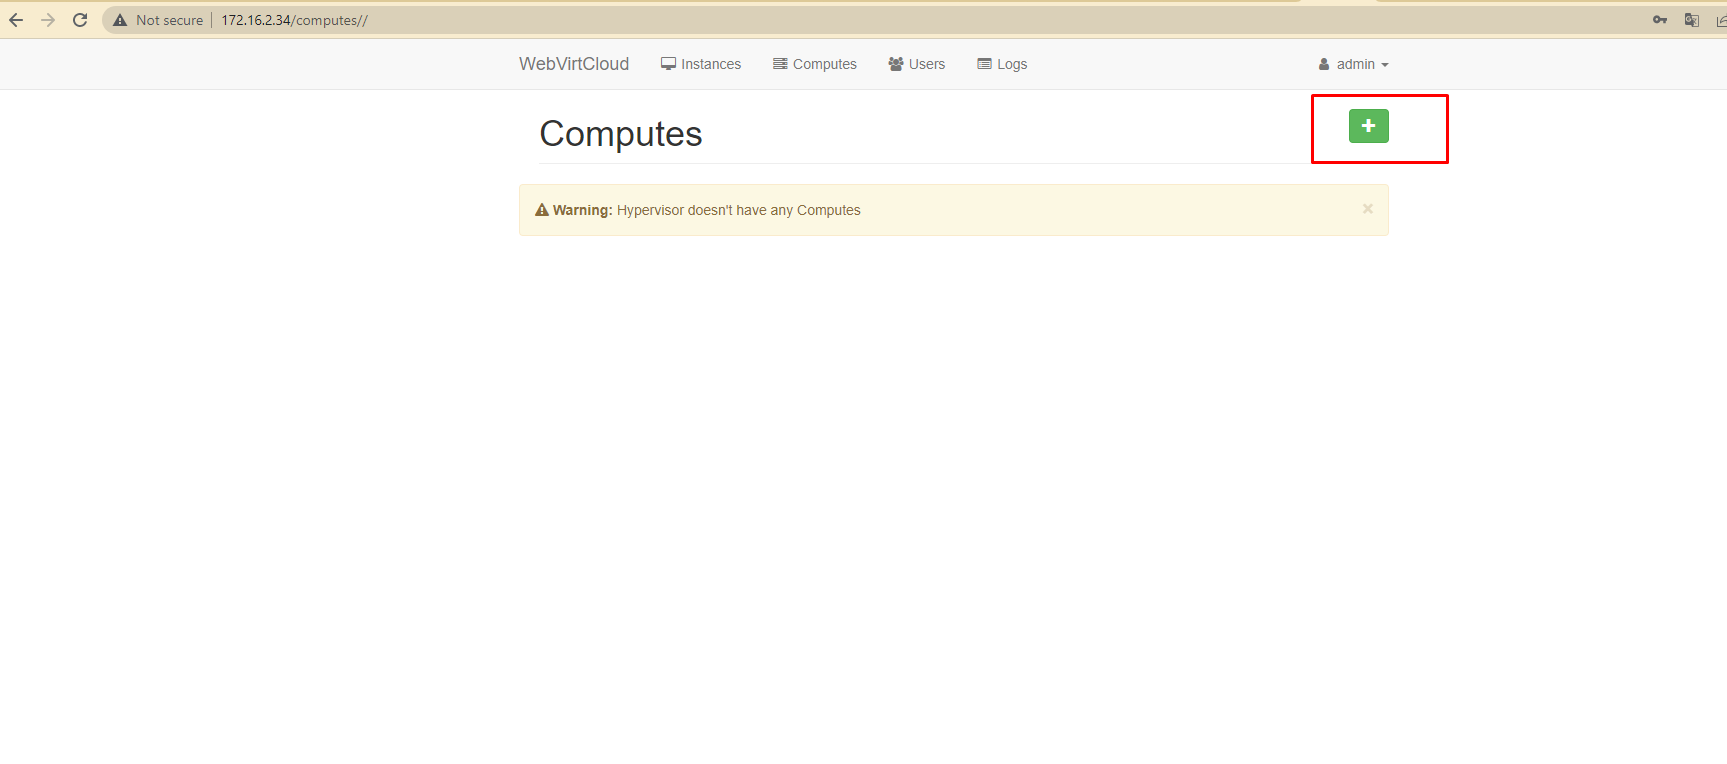 Not secure 172.16.2.34/computes//
WebVirtCloud Instances Computes Users Logs admin
Computes
Warning: Hypervisor doesn't have any Computes